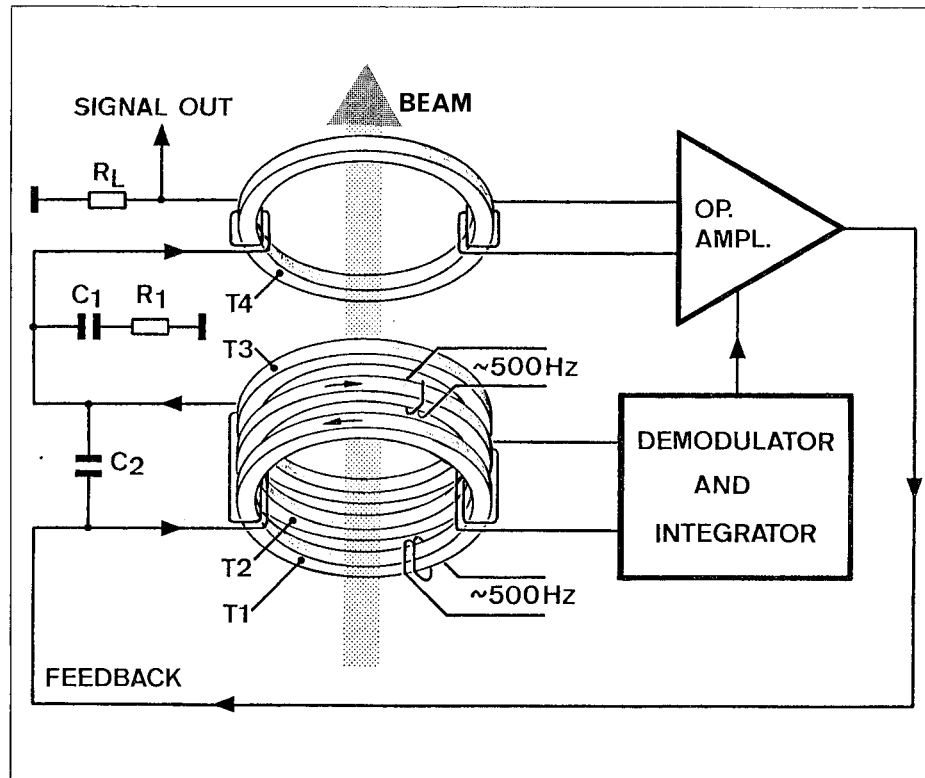 SIGNAL OUT
BEAM
RL
OP.
AMPL.
T4
C1
R1
T3
~500Hz
C2
DEMODULATOR
AND
INTEGRATOR
T2
T1
~500Hz
FEEDBACK